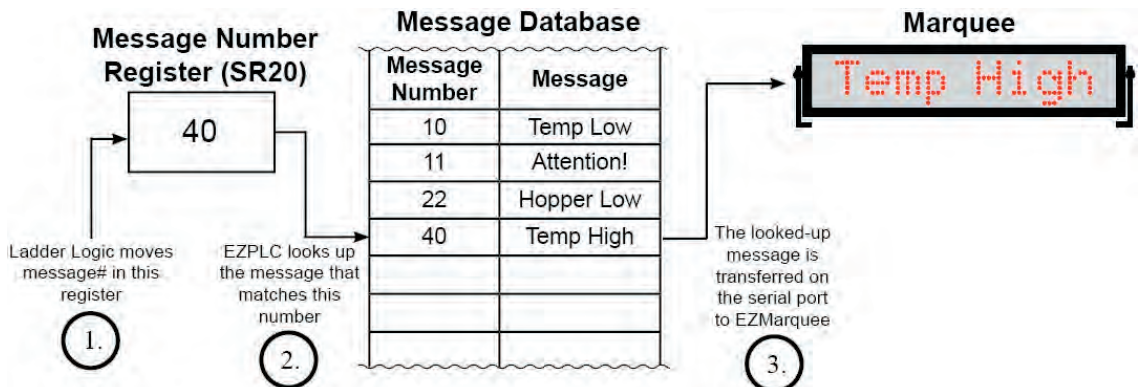 Message Number
Register (SR20)
40
Ladder Logic moves
message# in this
register
1.
EZPLC looks up
the message that
matches this
number
2.
Message Database
Message
Number
Message
10 Temp Low
11 Attention!
22 Hopper Low
40 Temp High
The looked-up
message is
transferred on
the serial port
to EZMarquee
3.
Marquee
Temp High